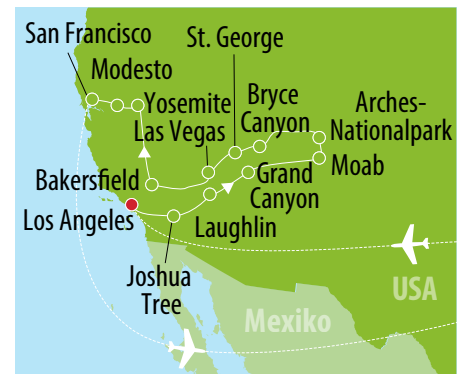 San Francisco
St. George
Modesto
Bryce
Canyon
Arches-
Nationalpark
Yosemite
Las Vegas
Moab
Grand
Canyon
Bakersfield
Los Angeles
Laughlin
Joshua
Tree
USA
Mexiko